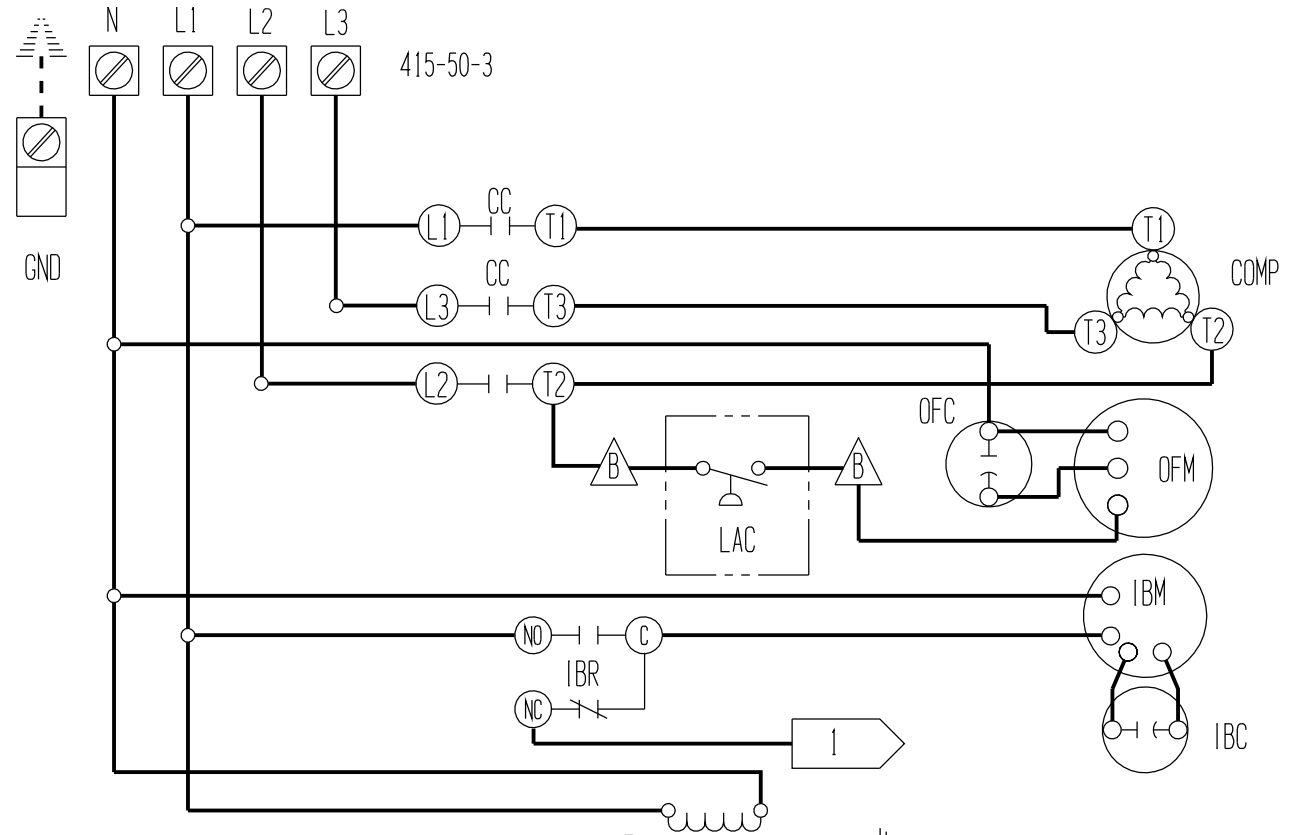 N L1 L2 L3
415-50-3
CC
L1 T1 T1
GND
CC
COMP
L3 T3 T3 T2
L2 T2
OFC
B B
OFM
LAC
IBM
NO C
IBR
NC
1
IBC